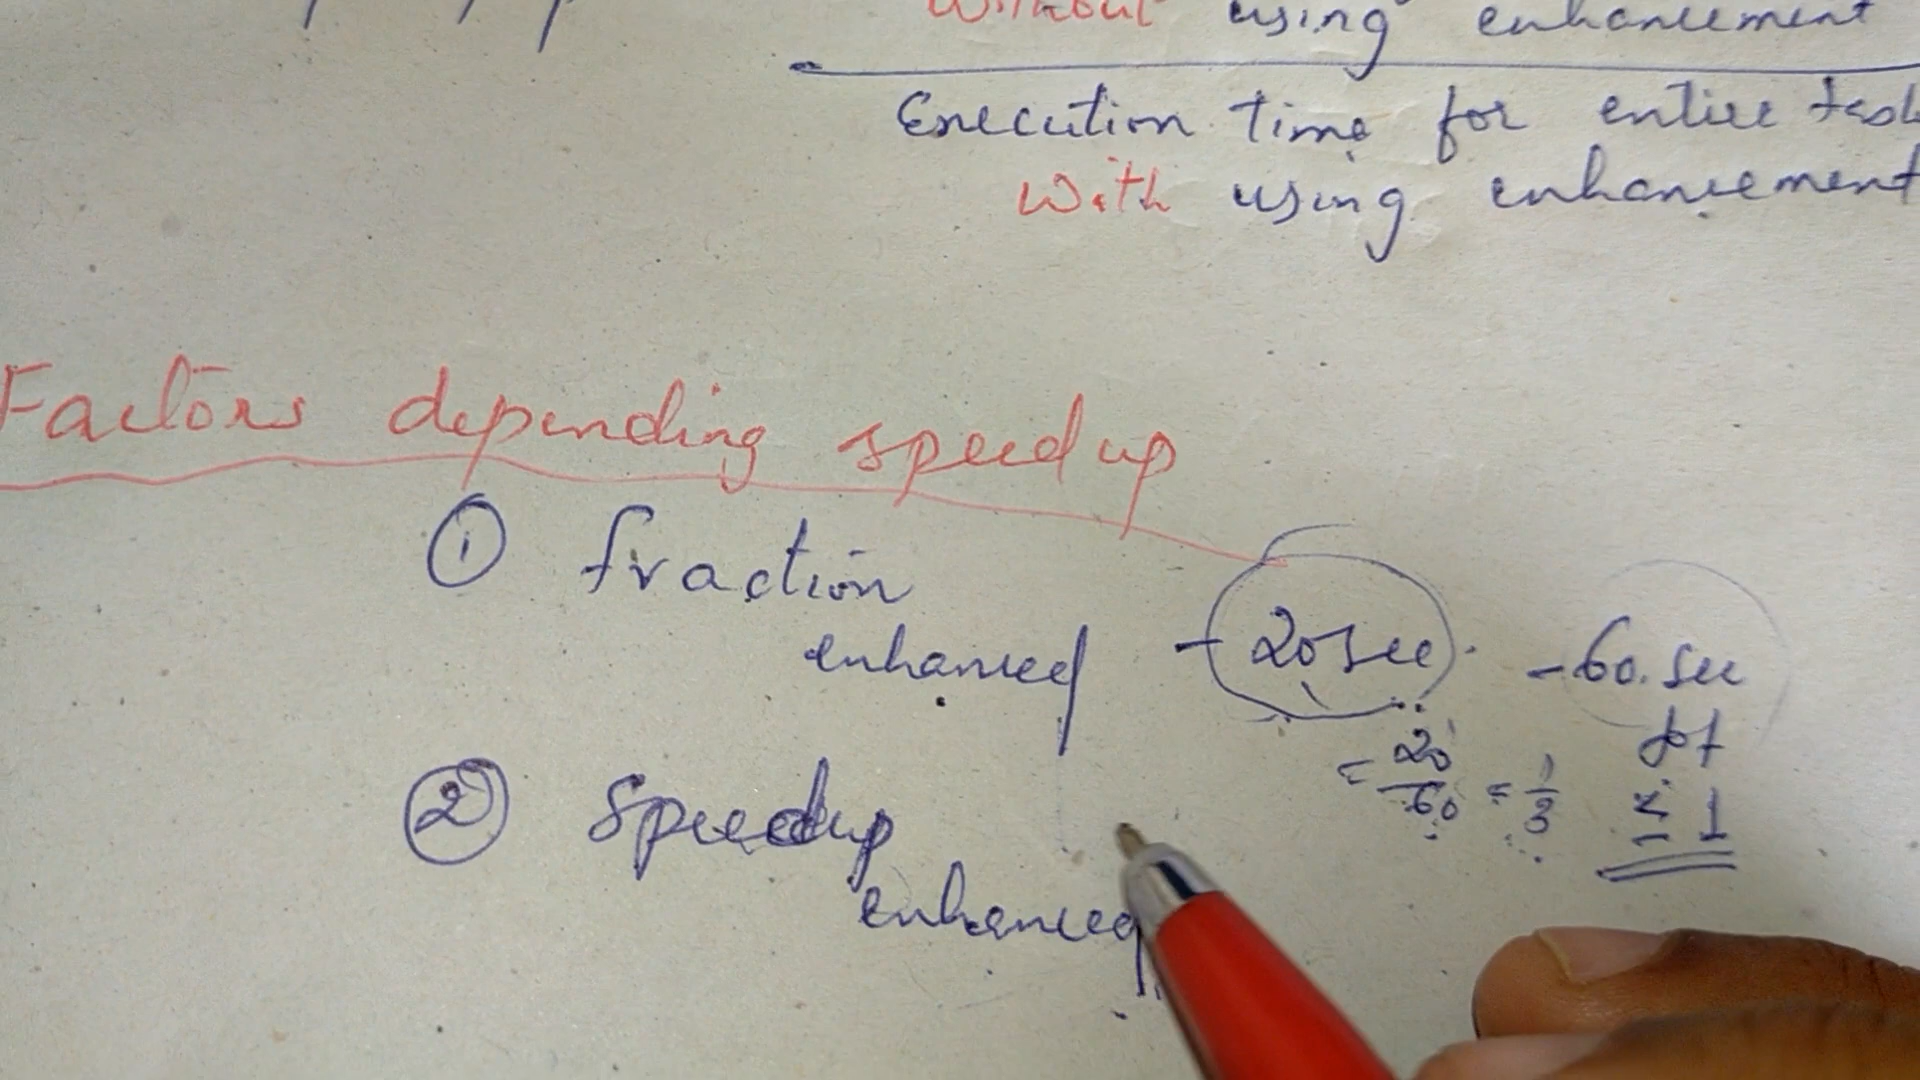 Without using enhancement
Execution time for entire task
With using enhancement
Factors depending speedup
① fraction
enhanced - 20 sec. - 60. sec
= 20/60 = 1/3
≤ 1
② Speedup
enhanced